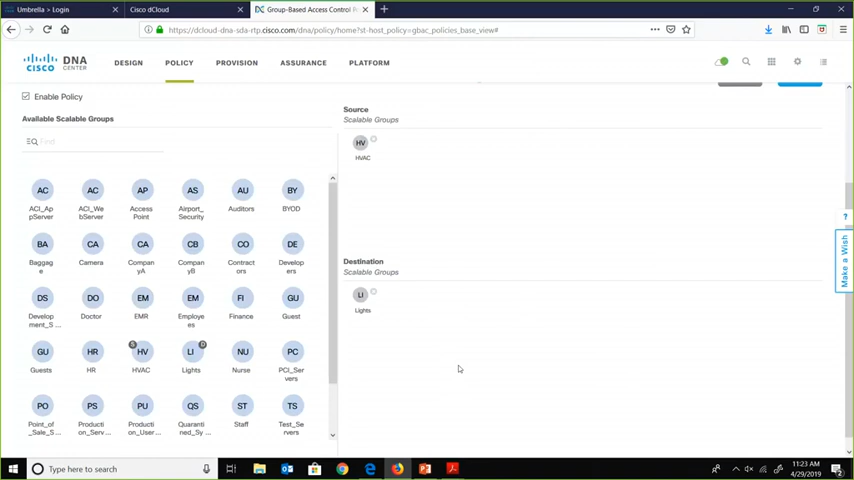 Umbrella > Login
Cisco dCloud
Group-Based Access Control P
https://dcloud-dna-sda-rtp.cisco.com/dna/policy/home?st-host_policy=gbac_policies_base_view#
CISCO
DNA
CENTER
DESIGN
POLICY
PROVISION
ASSURANCE
PLATFORM
Enable Policy
Available Scalable Groups
Find
Source
Scalable Groups
HV
HVAC
AC
AC
AP
AS
AU
BY
ACI_Ap
pServer
ACI_We
bServer
Access
Point
Airport_
Security
Auditors
BYOD
BA
CA
CA
CB
CO
DE
Baggag
e
Camera
Compan
yA
Compan
yB
Contract
ors
Develop
ers
Destination
Scalable Groups
LI
Lights
DS
DO
EM
EM
FI
GU
Develop
ment_S ...
Doctor
EMR
Employe
es
Finance
Guest
GU
HR
S
HV
LI
D
NU
PC
Guests
HR
HVAC
Lights
Nurse
PCI_Ser
vers
PO
PS
PU
QS
ST
TS
Point_of
_Sale_S ...
Producti
on_Serv ...
Producti
on_User ...
Quaranti
ned_Sy ...
Staff
Test_Se
rvers
?
Make a Wish
Type here to search
11:23 AM
4/29/2019
2